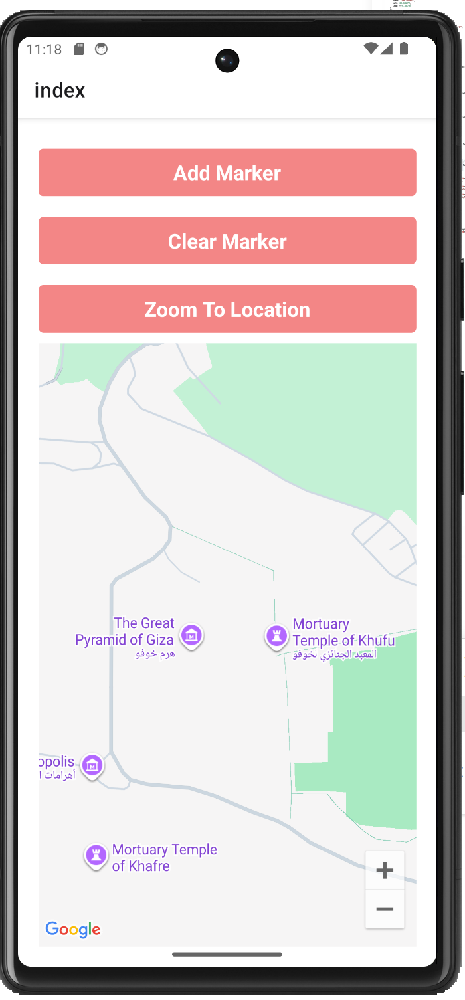 11:18
index
Add Marker
Clear Marker
Zoom To Location
The Great
Pyramid of Giza
هرم خوفو
Mortuary
Temple of Khufu
المعبد الجنائزي لخوفو
opolis
أهرامات ا
Mortuary Temple
of Khafre
Google